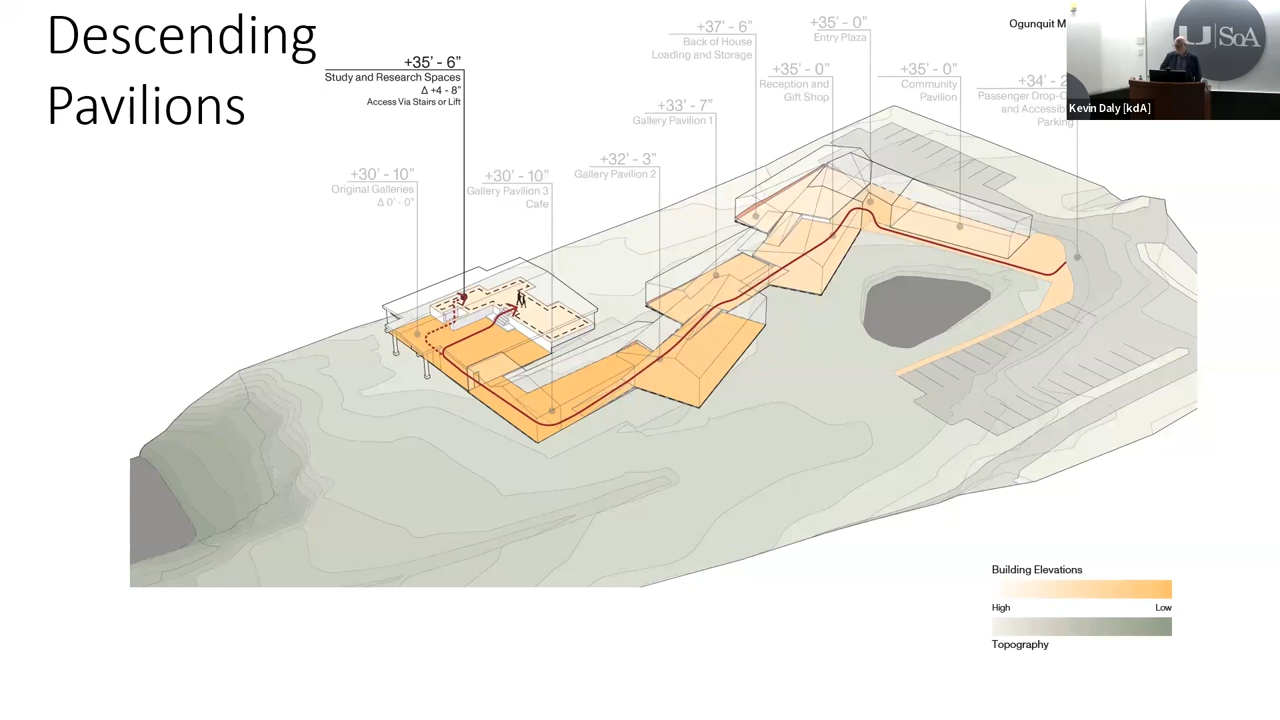 Descending
Pavilions
+35' - 6"
Study and Research Spaces
Δ +4 - 8"
Access Via Stairs or Lift
+30' - 10"
Original Galleries
Δ 0' - 0"
+30' - 10"
Gallery Pavilion 3
Cafe
+32' - 3"
Gallery Pavilion 2
+33' - 7"
Gallery Pavilion 1
+37' - 6"
Back of House
Loading and Storage
+35' - 0"
Reception and
Gift Shop
+35' - 0"
Entry Plaza
+35' - 0"
Community
Pavilion
+34' - 2
Passenger Drop-O
and Accessib
Parking
Ogunquit M
U | SoA
Kevin Daly [kdA]
Building Elevations
High Low
Topography